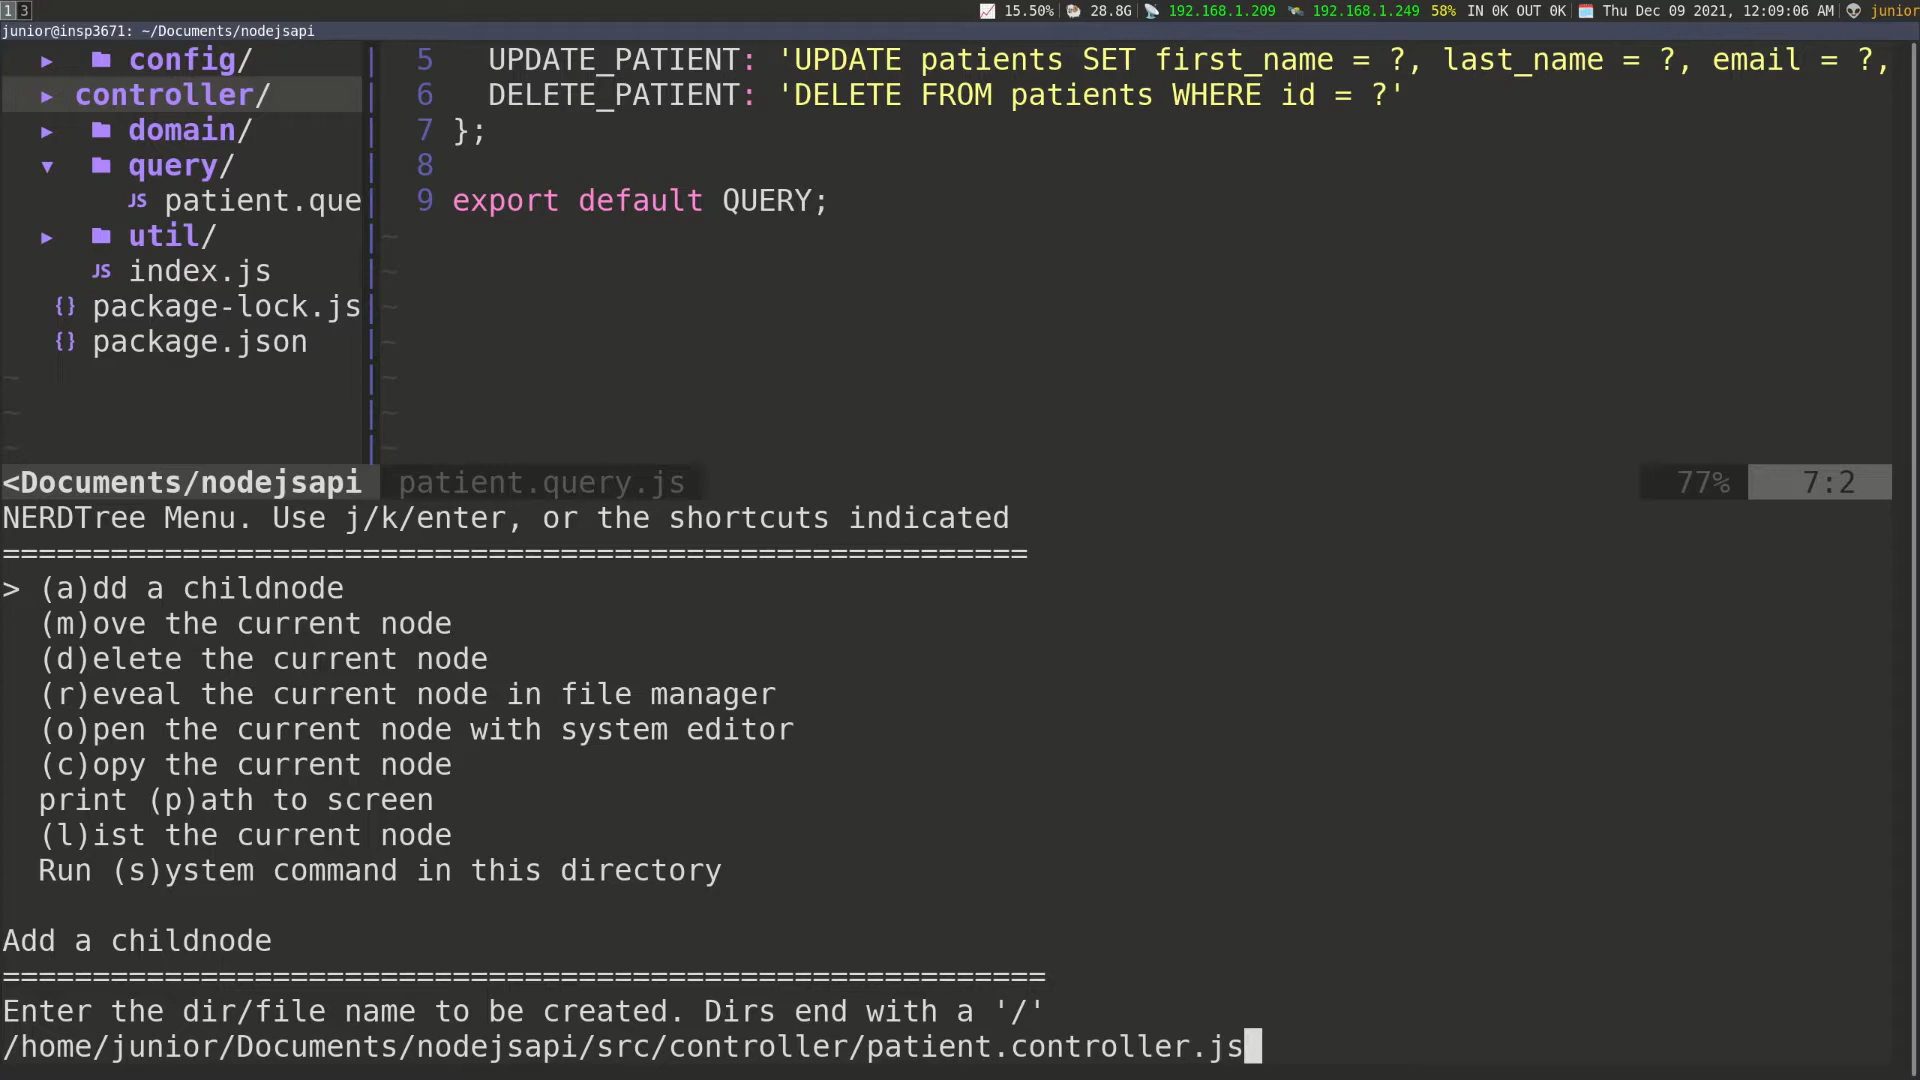 1 3 15.50% 28.8G 192.168.1.209 192.168.1.249 58% IN 0K OUT 0K Thu Dec 09 2021, 12:09:06 AM junior
junior@insp3671: ~/Documents/nodejsapi
▸ config/
▸ controller/
▸ domain/
▾ query/
JS patient.que
▸ util/
JS index.js
{} package-lock.js
{} package.json
~
~
~
5 UPDATE_PATIENT: 'UPDATE patients SET first_name = ?, last_name = ?, email = ?,
6 DELETE_PATIENT: 'DELETE FROM patients WHERE id = ?'
7 };
8
9 export default QUERY;
~
~
~
~
~
~
~
<Documents/nodejsapi patient.query.js 77% 7:2
NERDTree Menu. Use j/k/enter, or the shortcuts indicated
=========================================================
> (a)dd a childnode
(m)ove the current node
(d)elete the current node
(r)eveal the current node in file manager
(o)pen the current node with system editor
(c)opy the current node
print (p)ath to screen
(l)ist the current node
Run (s)ystem command in this directory
Add a childnode
==========================================================
Enter the dir/file name to be created. Dirs end with a '/'
/home/junior/Documents/nodejsapi/src/controller/patient.controller.js